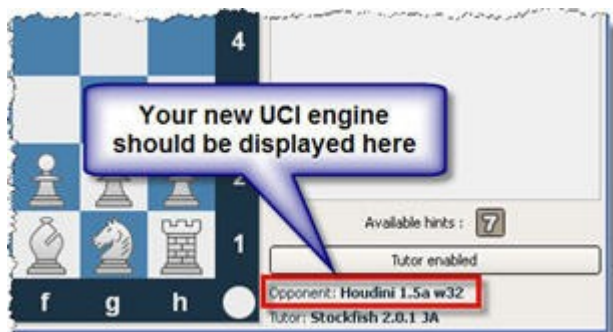 4
Your new UCI engine
should be displayed here
2
Available hints : 7
1
Tutor enabled
Opponent: Houdini 1.5a w32
f g h
Tutor: Stockfish 2.0.1 JA